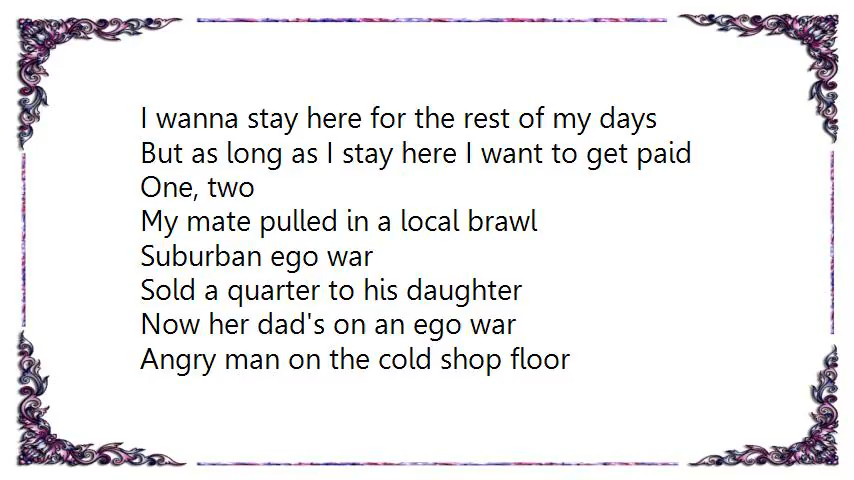 I wanna stay here for the rest of my days
But as long as I stay here I want to get paid
One, two
My mate pulled in a local brawl
Suburban ego war
Sold a quarter to his daughter
Now her dad's on an ego war
Angry man on the cold shop floor